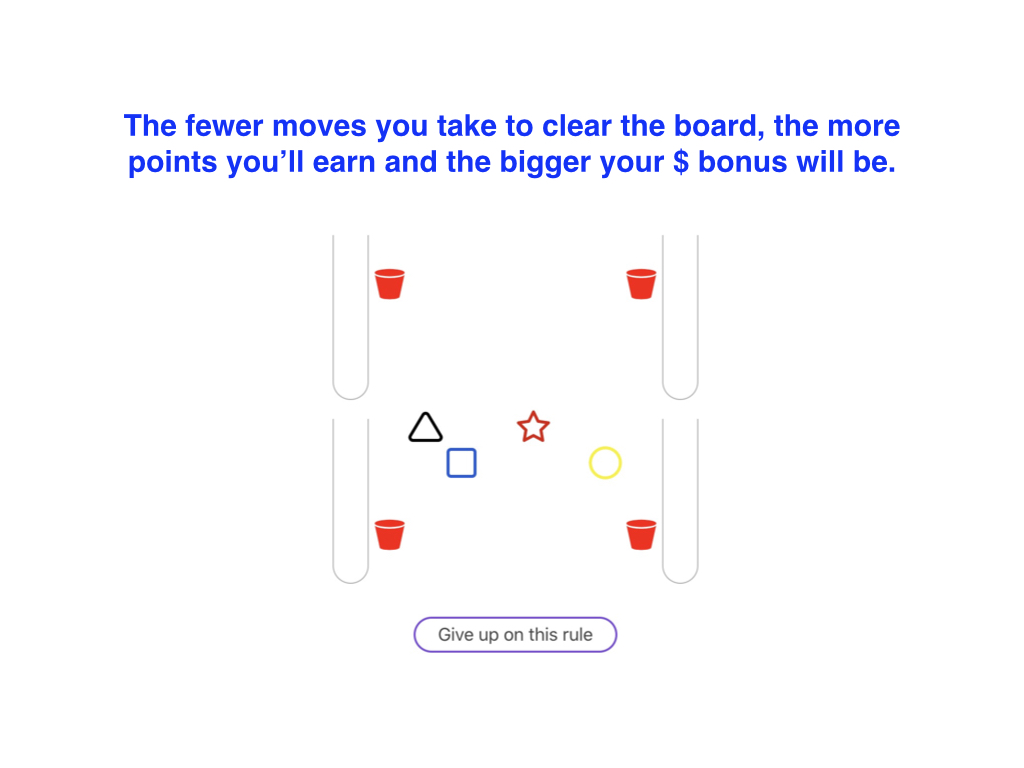 The fewer moves you take to clear the board, the more
points you’ll earn and the bigger your $ bonus will be.
Give up on this rule